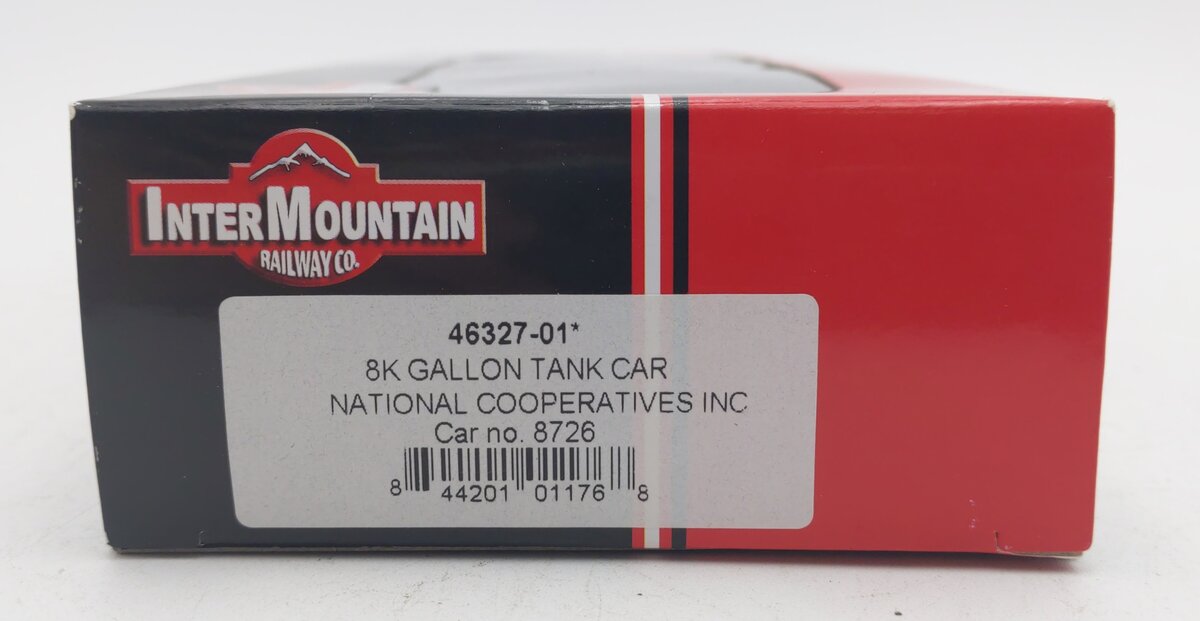 INTERMOUNTAIN
RAILWAY CO.
46327-01*
8K GALLON TANK CAR
NATIONAL COOPERATIVES INC
Car no. 8726
8 44201 01176 8